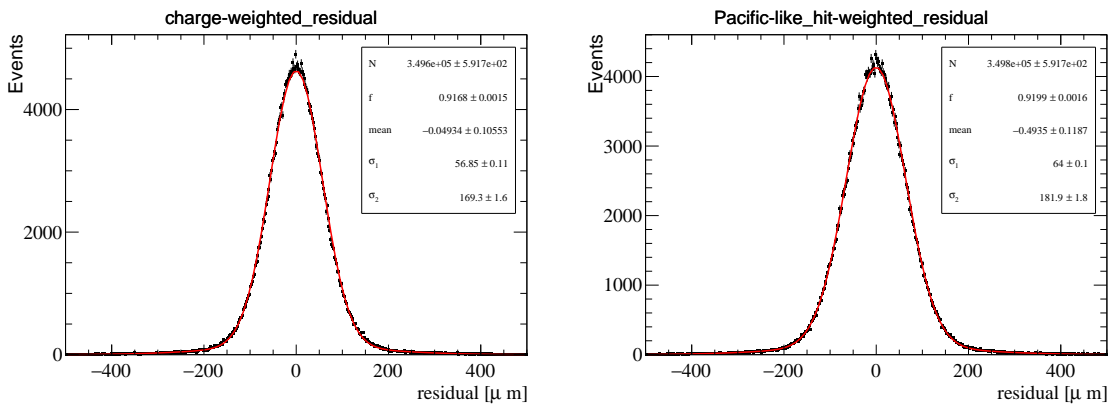 charge-weighted_residual
Events
N 3.496e+05 ± 5.917e+02
f 0.9168 ± 0.0015
mean −0.04934 ± 0.10553
σ1 56.85 ± 0.11
σ2 169.3 ± 1.6
4000
2000
0
−400 −200 0 200 400
residual [μ m]
Pacific-like_hit-weighted_residual
Events
N 3.498e+05 ± 5.917e+02
f 0.9199 ± 0.0016
mean −0.4935 ± 0.1187
σ1 64 ± 0.1
σ2 181.9 ± 1.8
4000
3000
2000
1000
0
−400 −200 0 200 400
residual [μ m]